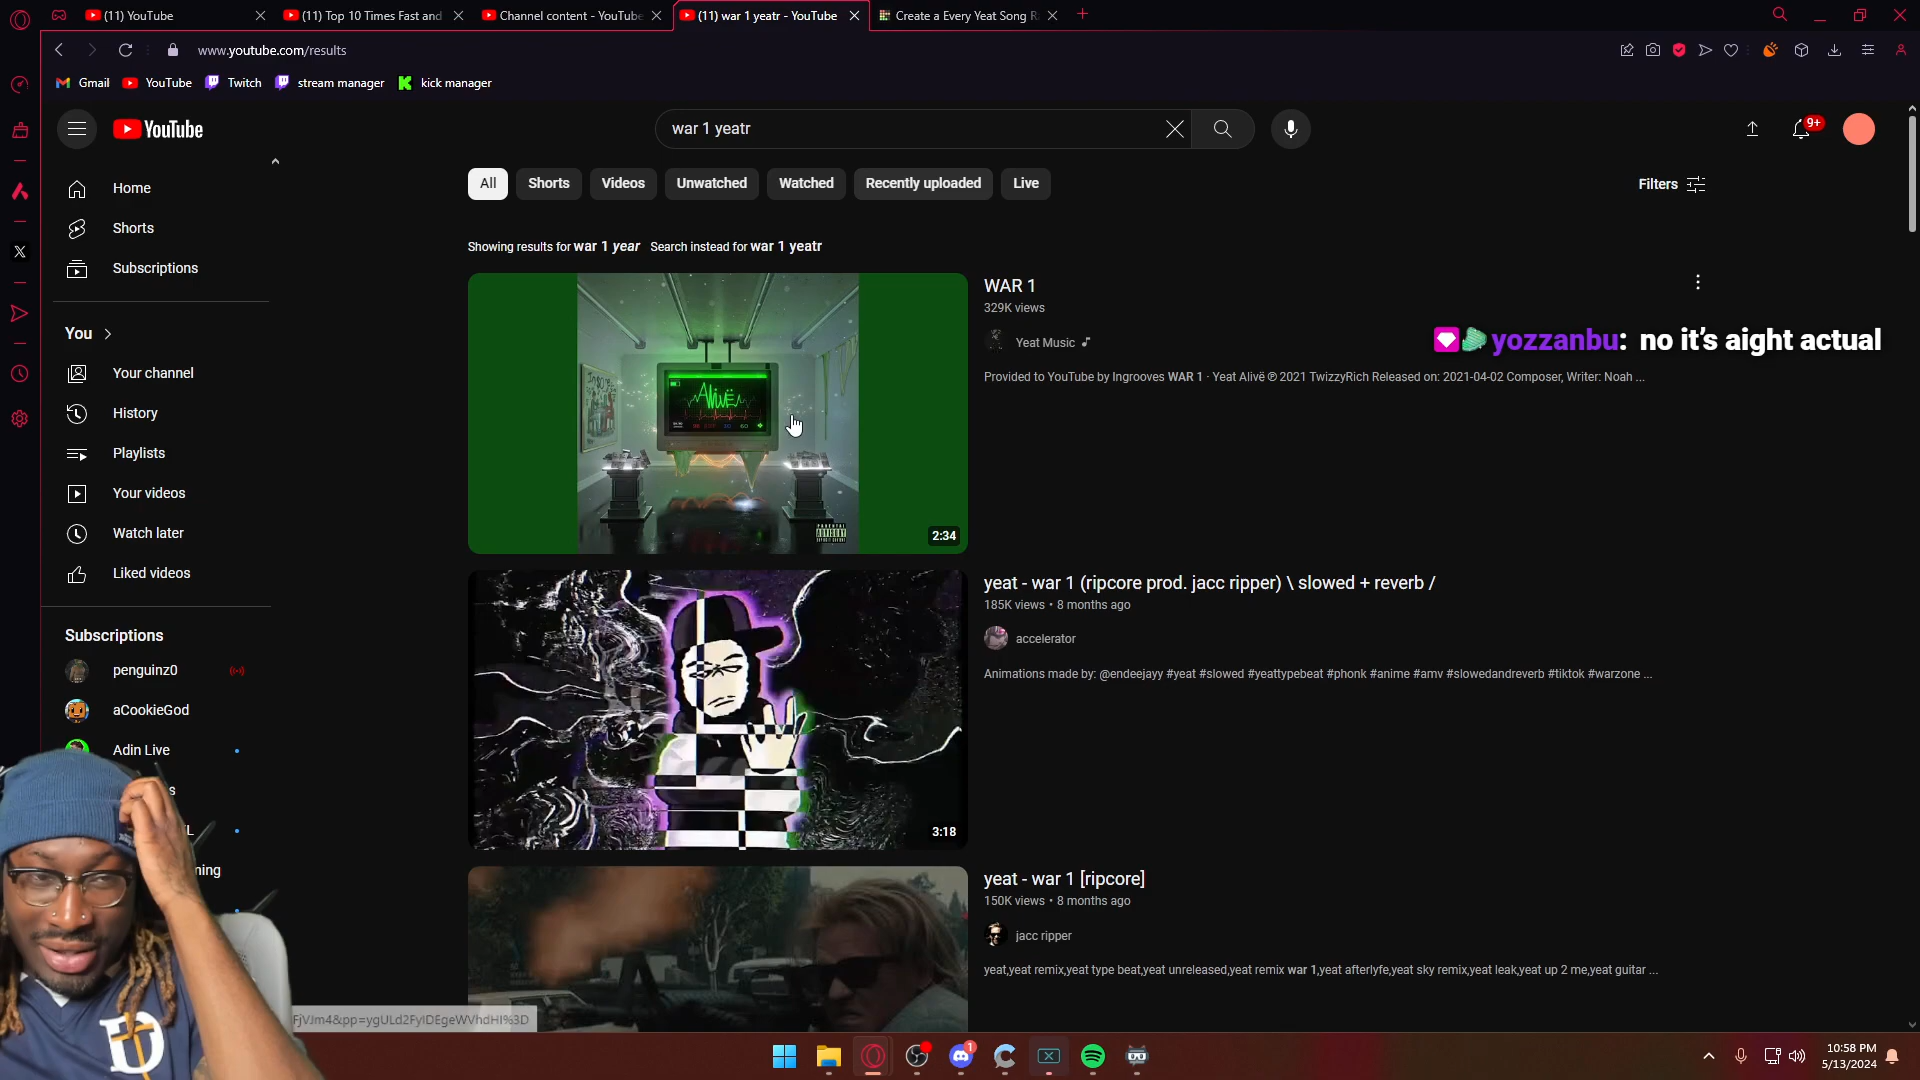 (11) YouTube
(11) Top 10 Times Fast and
Channel content - YouTube
(11) war 1 yeatr - YouTube
Create a Every Yeat Song R
www.youtube.com/results
Gmail
YouTube
Twitch
stream manager
kick manager
YouTube
war 1 yeatr
9+
Home
Shorts
Subscriptions
You
Your channel
History
Playlists
Your videos
Watch later
Liked videos
Subscriptions
penguinz0
aCookieGod
Adin Live
s
L
ning
All
Shorts
Videos
Unwatched
Watched
Recently uploaded
Live
Filters
Showing results for war 1 year Search instead for war 1 yeatr
ALIVË
2:34
WAR 1
329K views
Yeat Music
Provided to YouTube by Ingrooves WAR 1 · Yeat Alivë ℗ 2021 TwizzyRich Released on: 2021-04-02 Composer, Writer: Noah ...
yozzanbu: no it's aight actual
3:18
yeat - war 1 (ripcore prod. jacc ripper) \ slowed + reverb /
185K views • 8 months ago
accelerator
Animations made by: @endeejayy #yeat #slowed #yeattypebeat #phonk #anime #amv #slowedandreverb #tiktok #warzone ...
yeat - war 1 [ripcore]
150K views • 8 months ago
jacc ripper
yeat,yeat remix,yeat type beat,yeat unreleased,yeat remix war 1,yeat afterlyfe,yeat sky remix,yeat leak,yeat up 2 me,yeat guitar ...
D
1
10:58 PM
5/13/2024